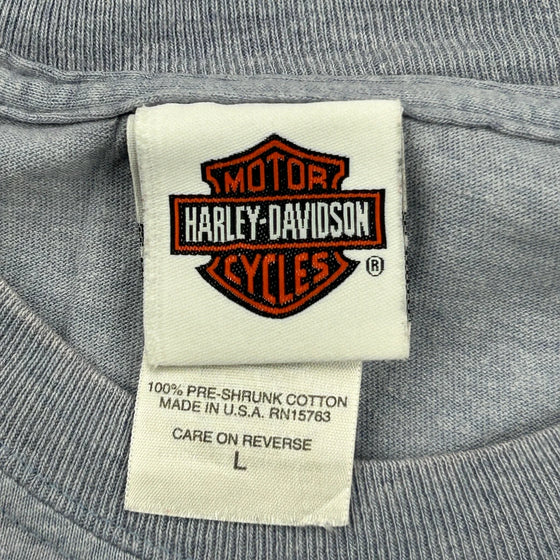 MOTOR
HARLEY-DAVIDSON
CYCLES
®
100% PRE-SHRUNK COTTON
MADE IN U.S.A. RN15763
CARE ON REVERSE
L